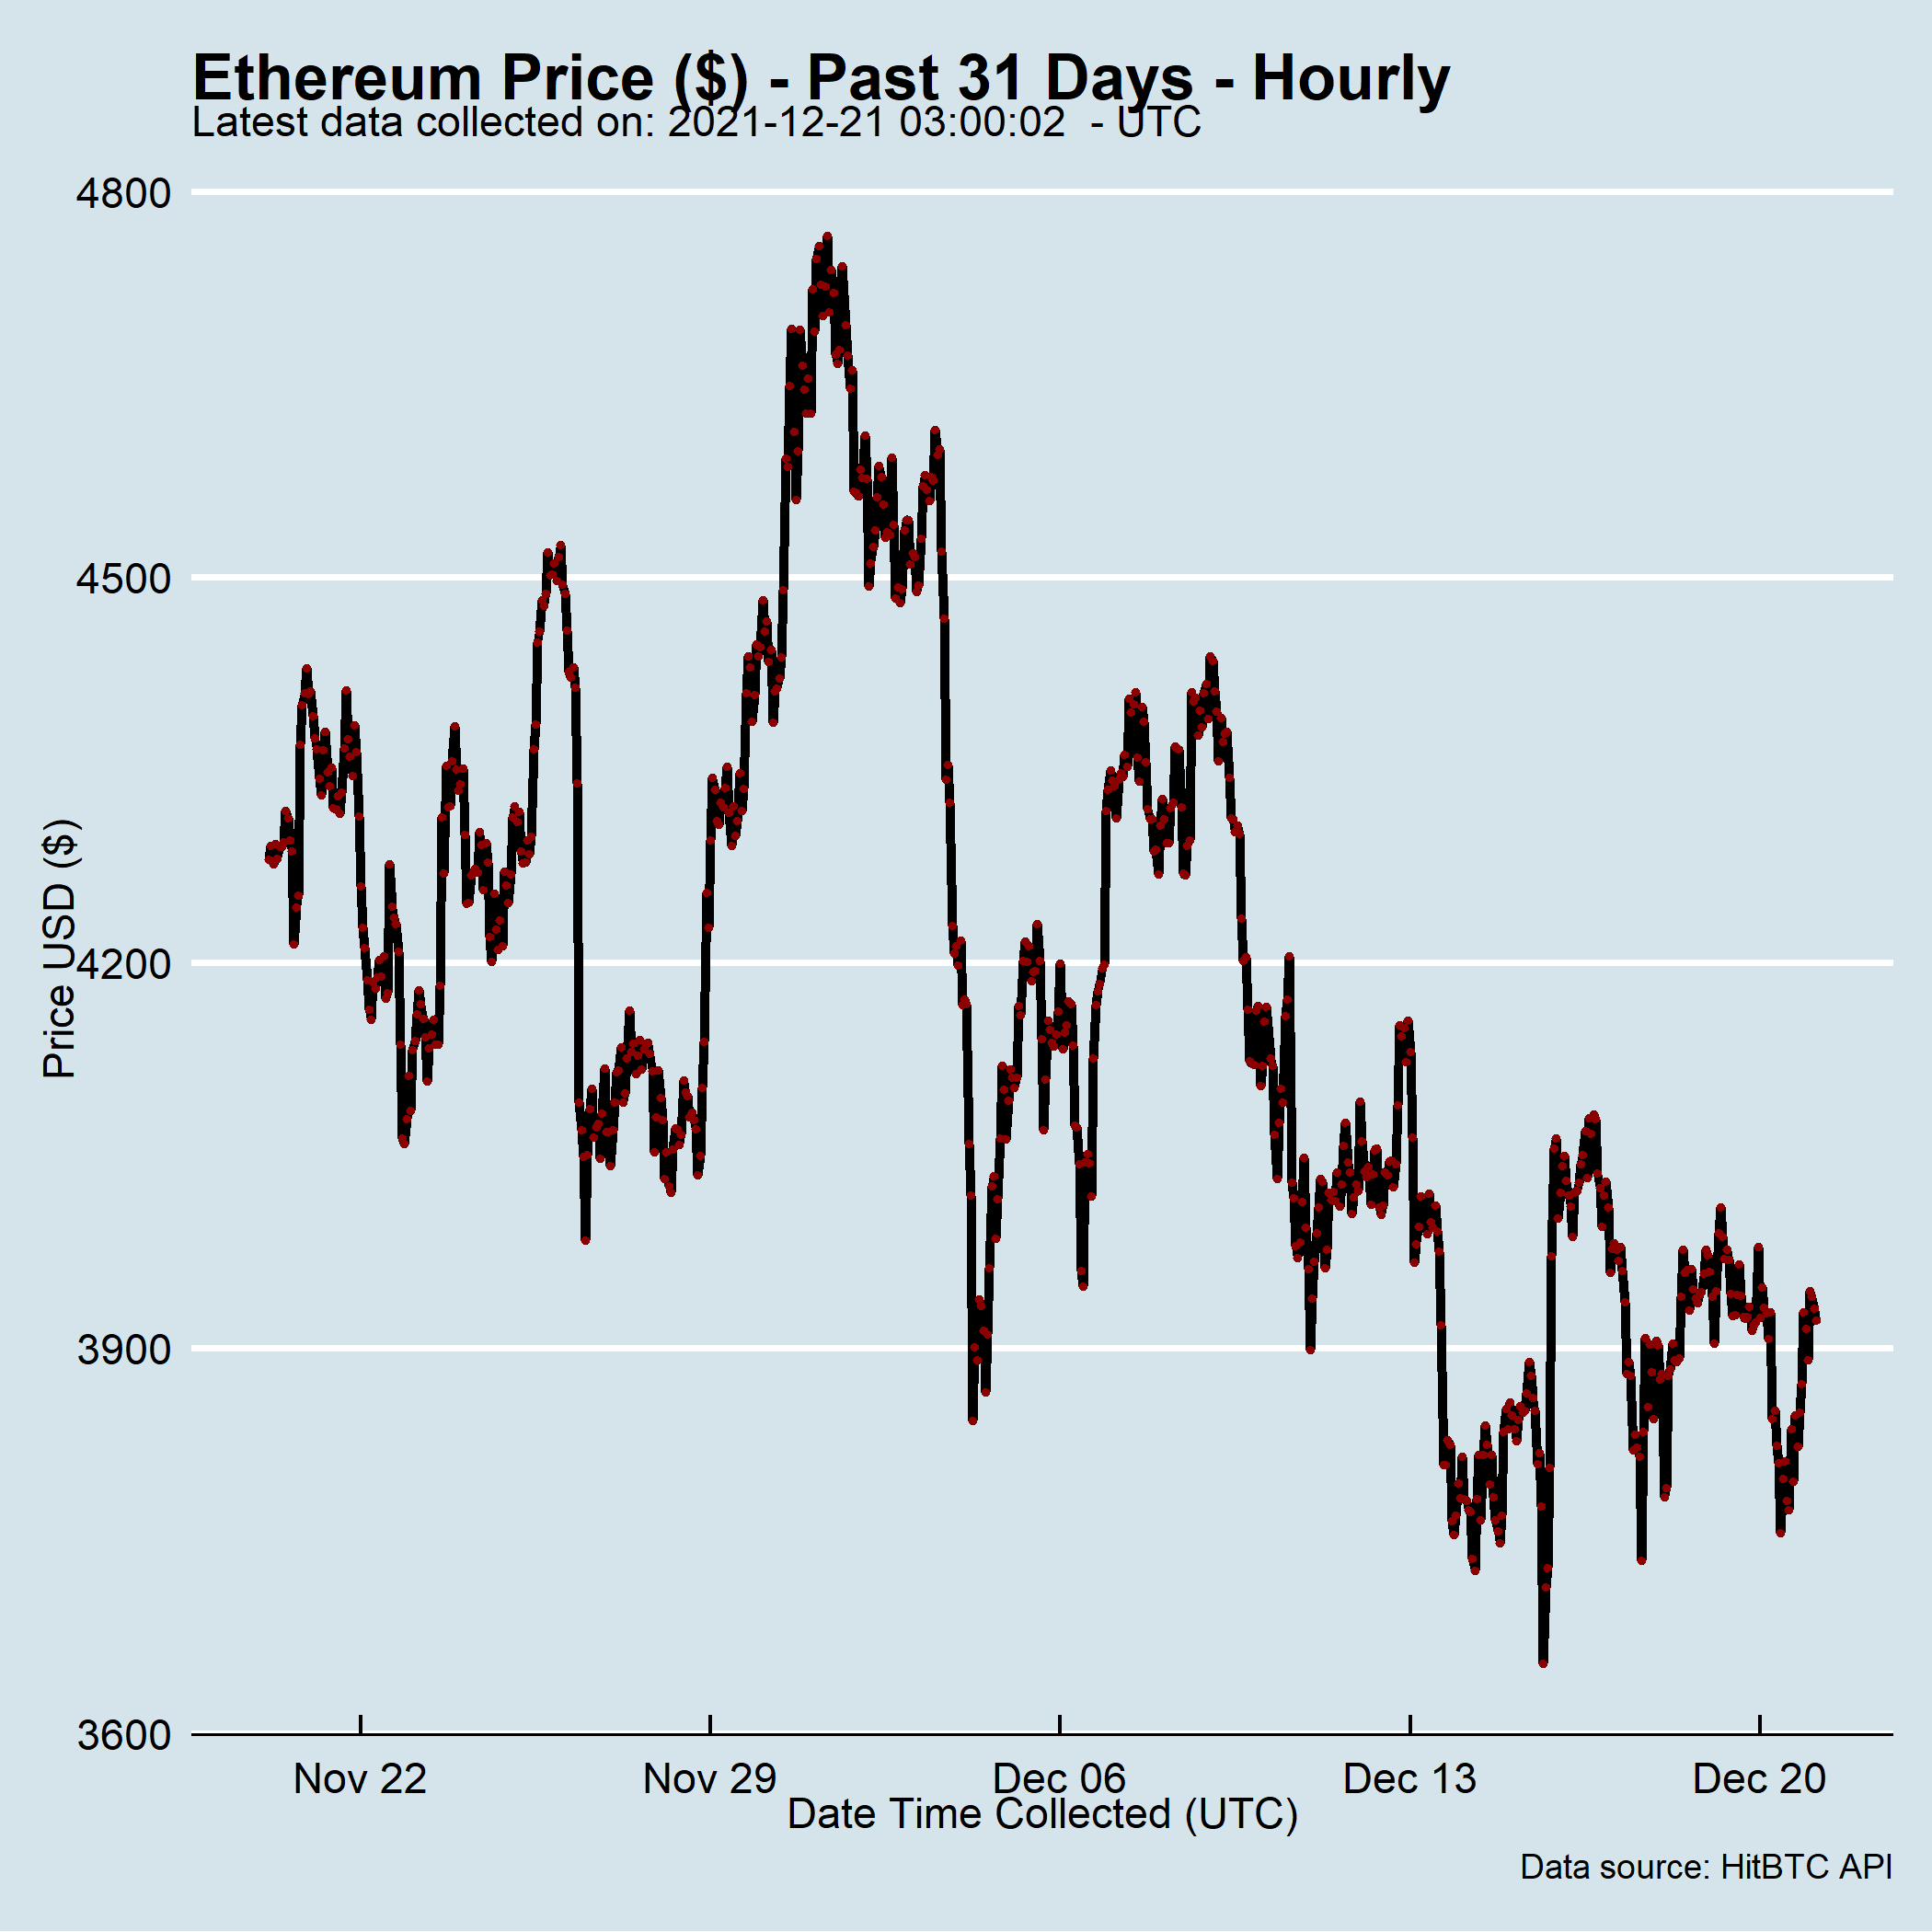 Ethereum Price ($) - Past 31 Days - Hourly
Latest data collected on: 2021-12-21 03:00:02  - UTC
4800
4500
4200
3900
3600
Price USD ($)
Nov 22
Nov 29
Dec 06
Dec 13
Dec 20
Date Time Collected (UTC)
Data source: HitBTC API